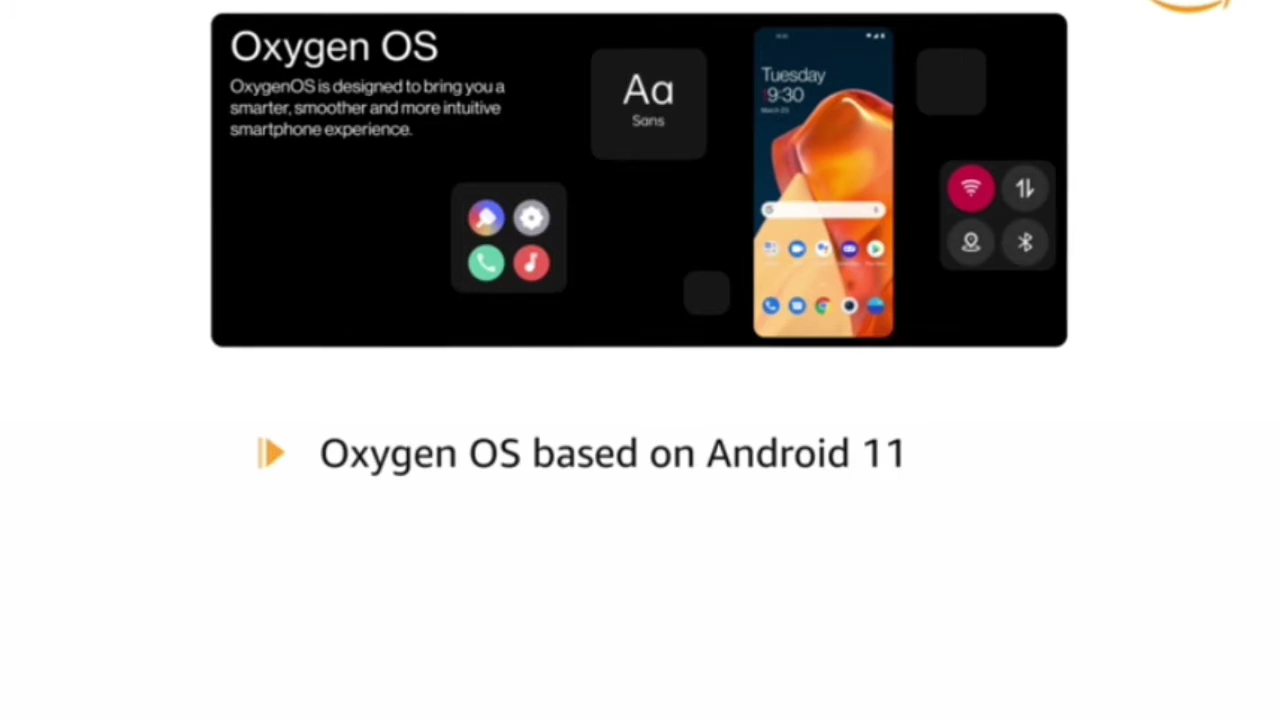 Oxygen OS
OxygenOS is designed to bring you a
smarter, smoother and more intuitive
smartphone experience.
Aa
Sans
Tuesday
9:30
Oxygen OS based on Android 11